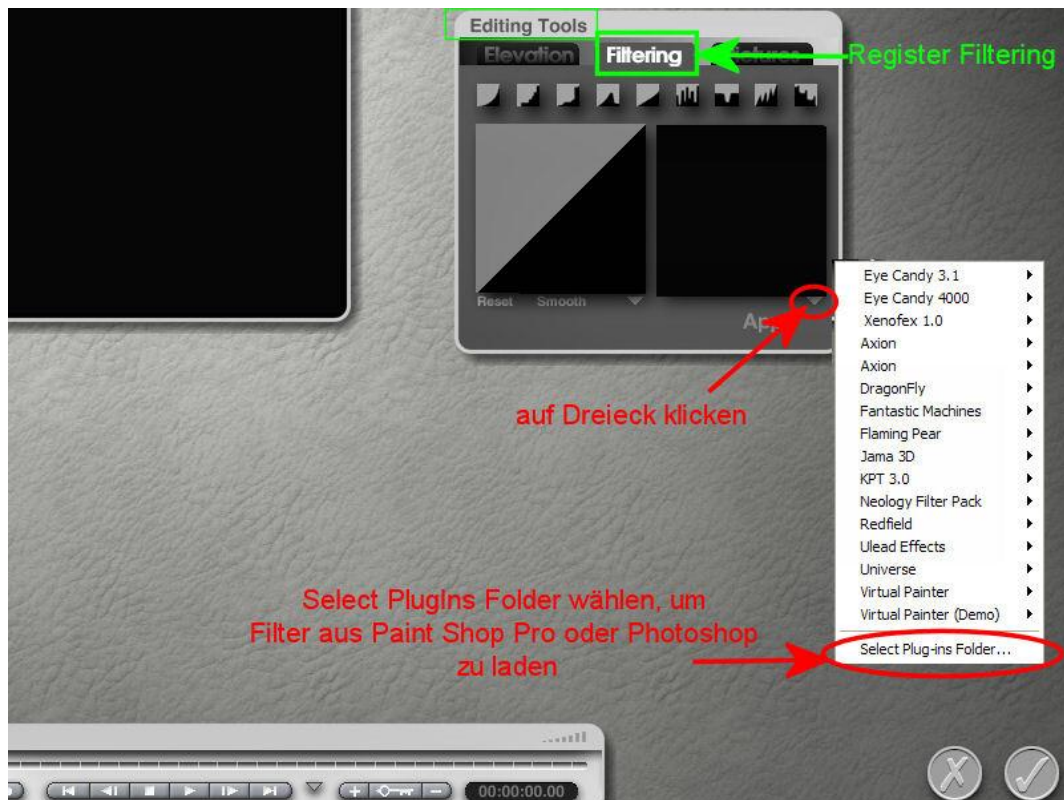 Editing Tools
Elevation Filtering Pictures
Register Filtering
Reset Smooth
Eye Candy 3.1
Eye Candy 4000
Xenofex 1.0
Axion
Axion
DragonFly
Fantastic Machines
Flaming Pear
Jama 3D
KPT 3.0
Neology Filter Pack
Redfield
Ulead Effects
Universe
Virtual Painter
Virtual Painter (Demo)
Select Plug-ins Folder...
auf Dreieck klicken
Select PlugIns Folder wählen, um
Filter aus Paint Shop Pro oder Photoshop
zu laden
00:00:00.00